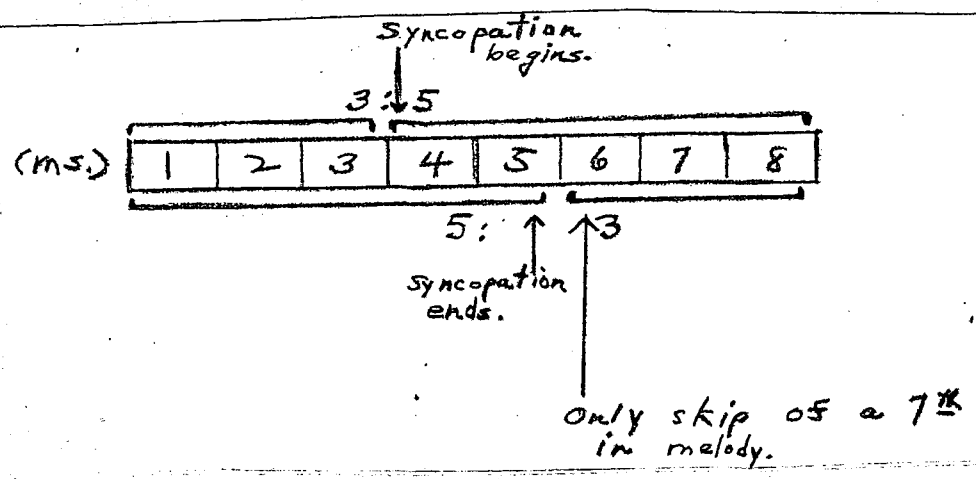 Syncopation
begins.
3 : 5
(ms.) 1 2 3 4 5 6 7 8
5 : 3
syncopation
ends.
Only skip of a 7th
in melody.